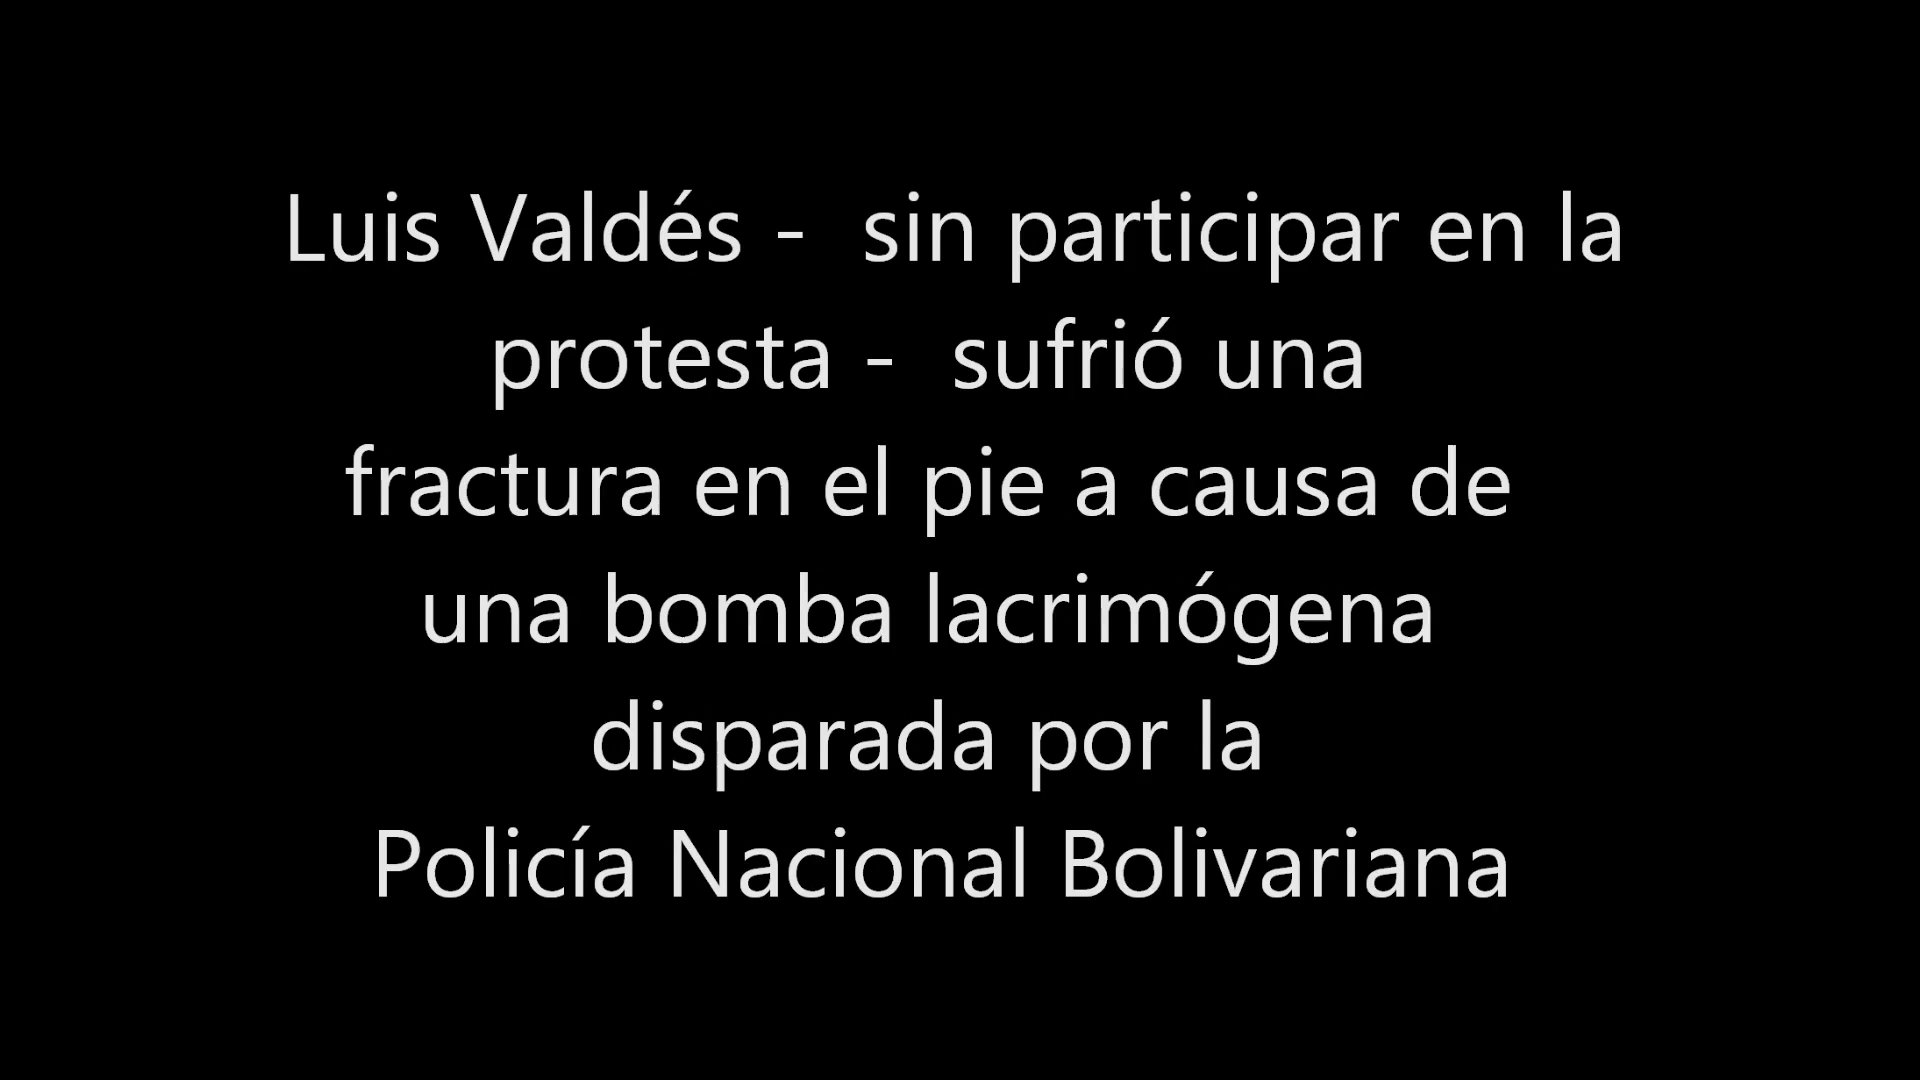 Luis Valdés -  sin participar en la
protesta -  sufrió una
fractura en el pie a causa de
una bomba lacrimógena
disparada por la
Policía Nacional Bolivariana